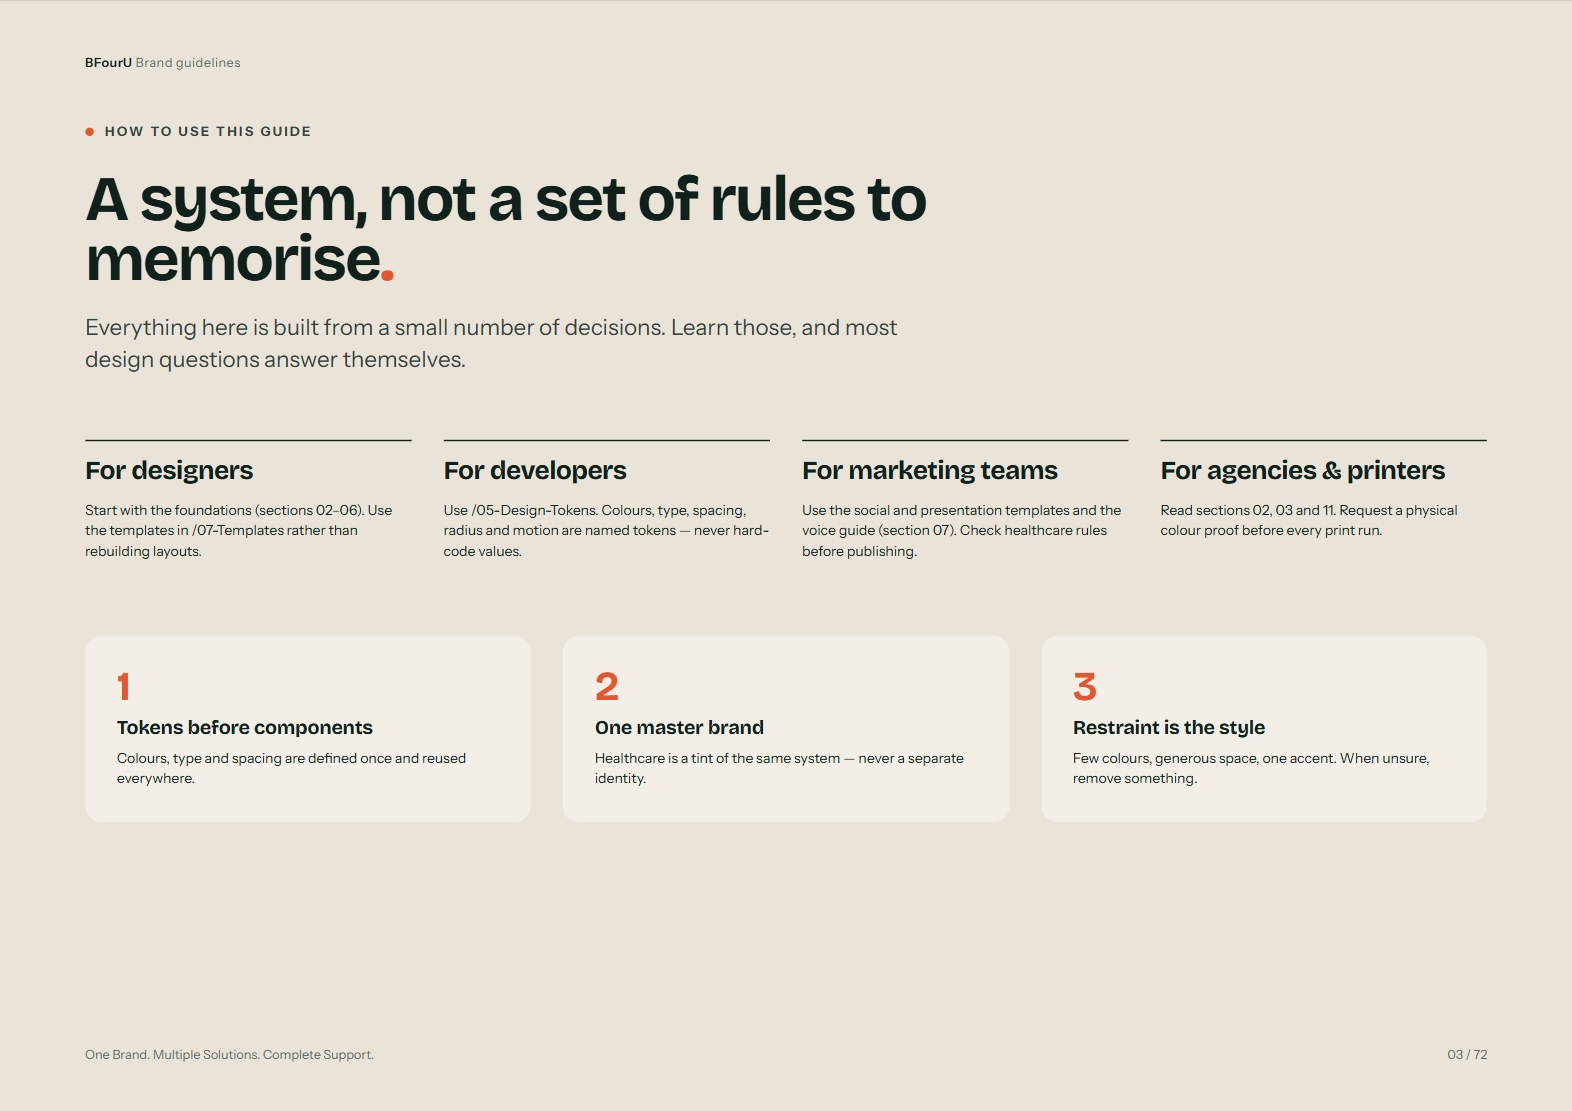 BFourU Brand guidelines
HOW TO USE THIS GUIDE
A system, not a set of rules to
memorise.
Everything here is built from a small number of decisions. Learn those, and most
design questions answer themselves.
For designers
Start with the foundations (sections 02–06). Use
the templates in /07-Templates rather than
rebuilding layouts.
For developers
Use /05-Design-Tokens. Colours, type, spacing,
radius and motion are named tokens — never hard-
code values.
For marketing teams
Use the social and presentation templates and the
voice guide (section 07). Check healthcare rules
before publishing.
For agencies & printers
Read sections 02, 03 and 11. Request a physical
colour proof before every print run.
1
Tokens before components
Colours, type and spacing are defined once and reused
everywhere.
2
One master brand
Healthcare is a tint of the same system — never a separate
identity.
3
Restraint is the style
Few colours, generous space, one accent. When unsure,
remove something.
One Brand. Multiple Solutions. Complete Support.
03 / 72